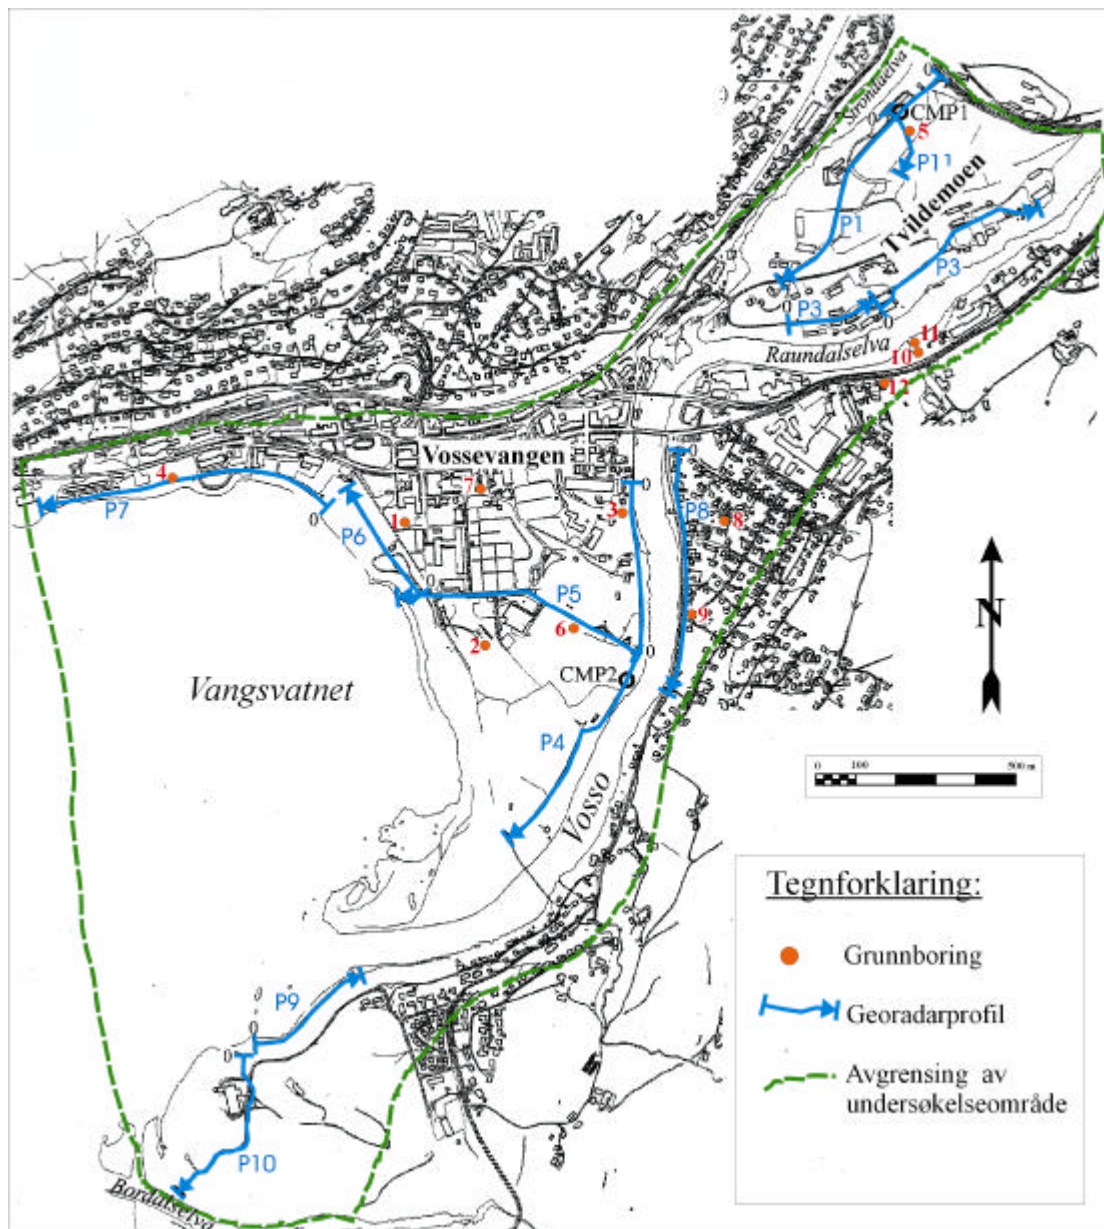 Strondaelva
0
CMP1
5
P11
Tvildemoen
P1
P3
0
P3
0
11
Raundalselva
10
12
Vossevangen
4
7
P7
0
P6
1
3
0
P8
8
0
P5
9
6
2
0
CMP2
N
Vangsvatnet
P4
0 100 500 m
Vosso
Tegnforklaring:
Grunnboring
P9
0
Georadarprofil
0
Avgrensing av
undersøkelseområde
P10
Bordalselva